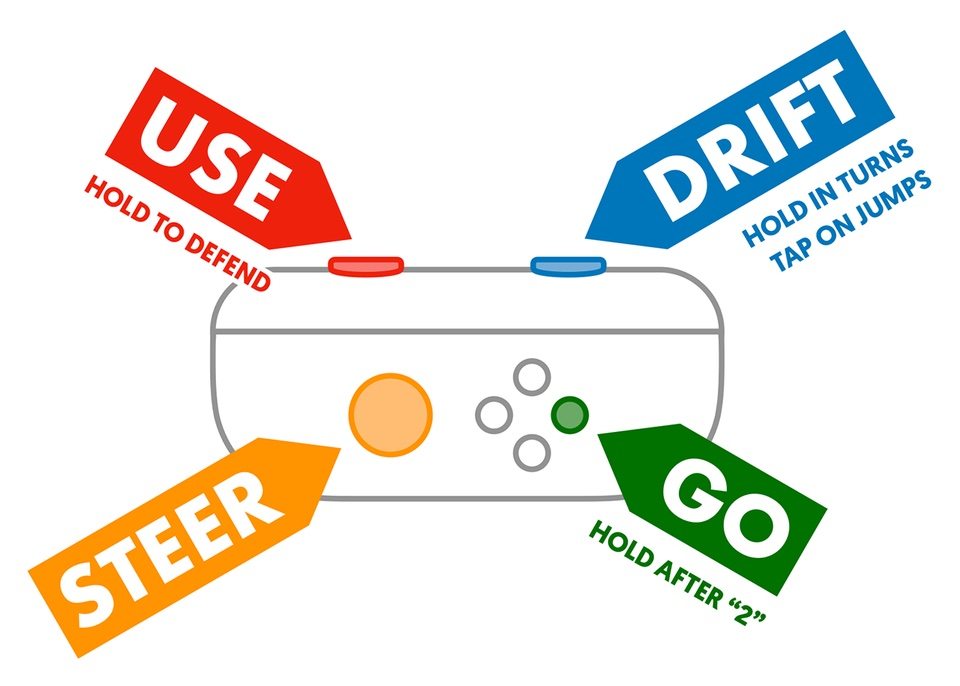 USE
HOLD TO DEFEND
DRIFT
HOLD IN TURNS
TAP ON JUMPS
STEER
GO
HOLD AFTER “2”